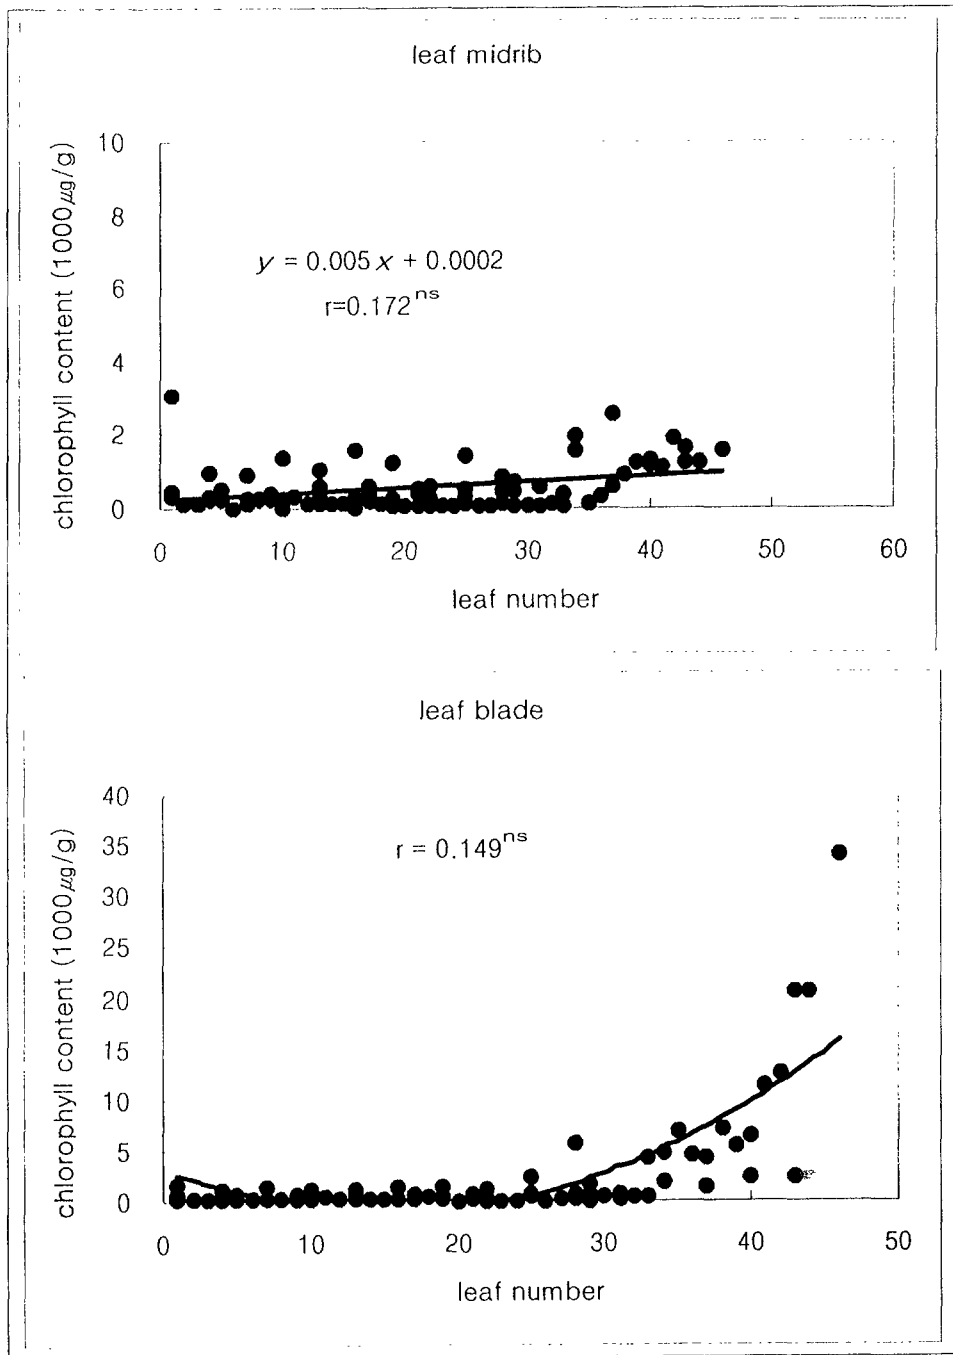 leaf midrib
chlorophyll content (1000㎍/g)
10
8
6
4
2
0
y = 0.005x + 0.0002
r=0.172ns
0 10 20 30 40 50 60
leaf number
leaf blade
chlorophyll content (1000㎍/g)
40
35
30
25
20
15
10
5
0
r = 0.149ns
0 10 20 30 40 50
leaf number